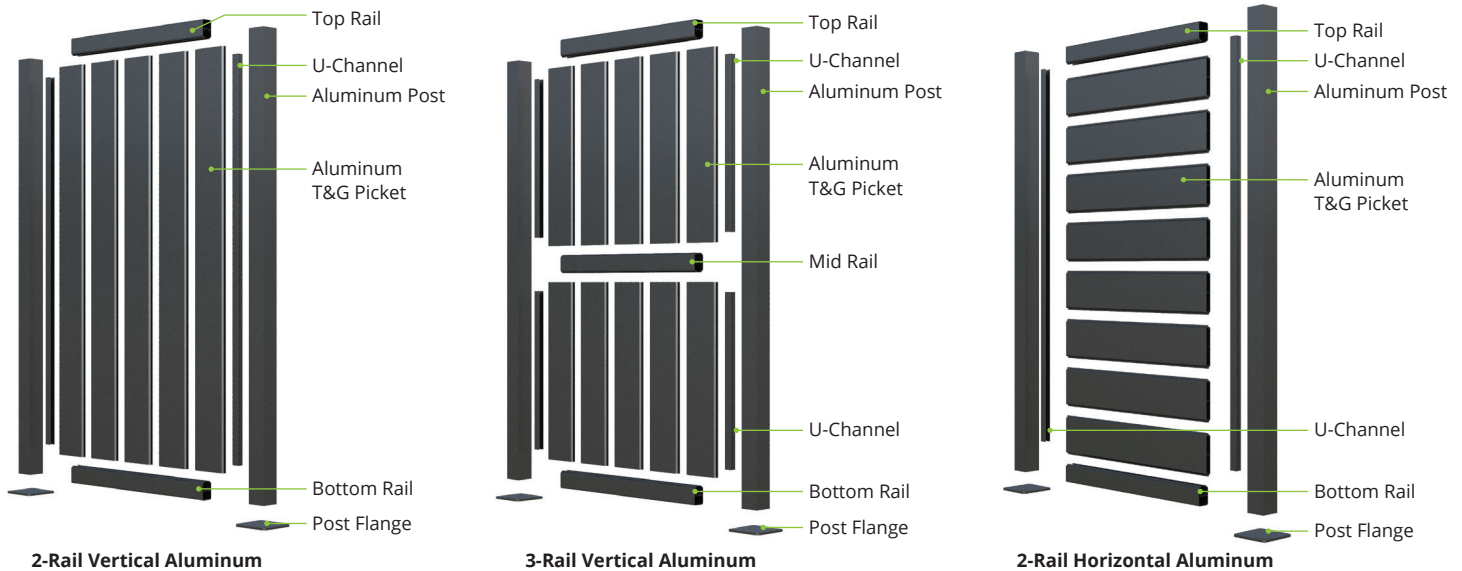 Top Rail
U-Channel
Aluminum Post
Aluminum
T&G Picket
Bottom Rail
Post Flange
2-Rail Vertical Aluminum
Top Rail
U-Channel
Aluminum Post
Aluminum
T&G Picket
Mid Rail
U-Channel
Bottom Rail
Post Flange
3-Rail Vertical Aluminum
Top Rail
U-Channel
Aluminum Post
Aluminum
T&G Picket
U-Channel
Bottom Rail
Post Flange
2-Rail Horizontal Aluminum